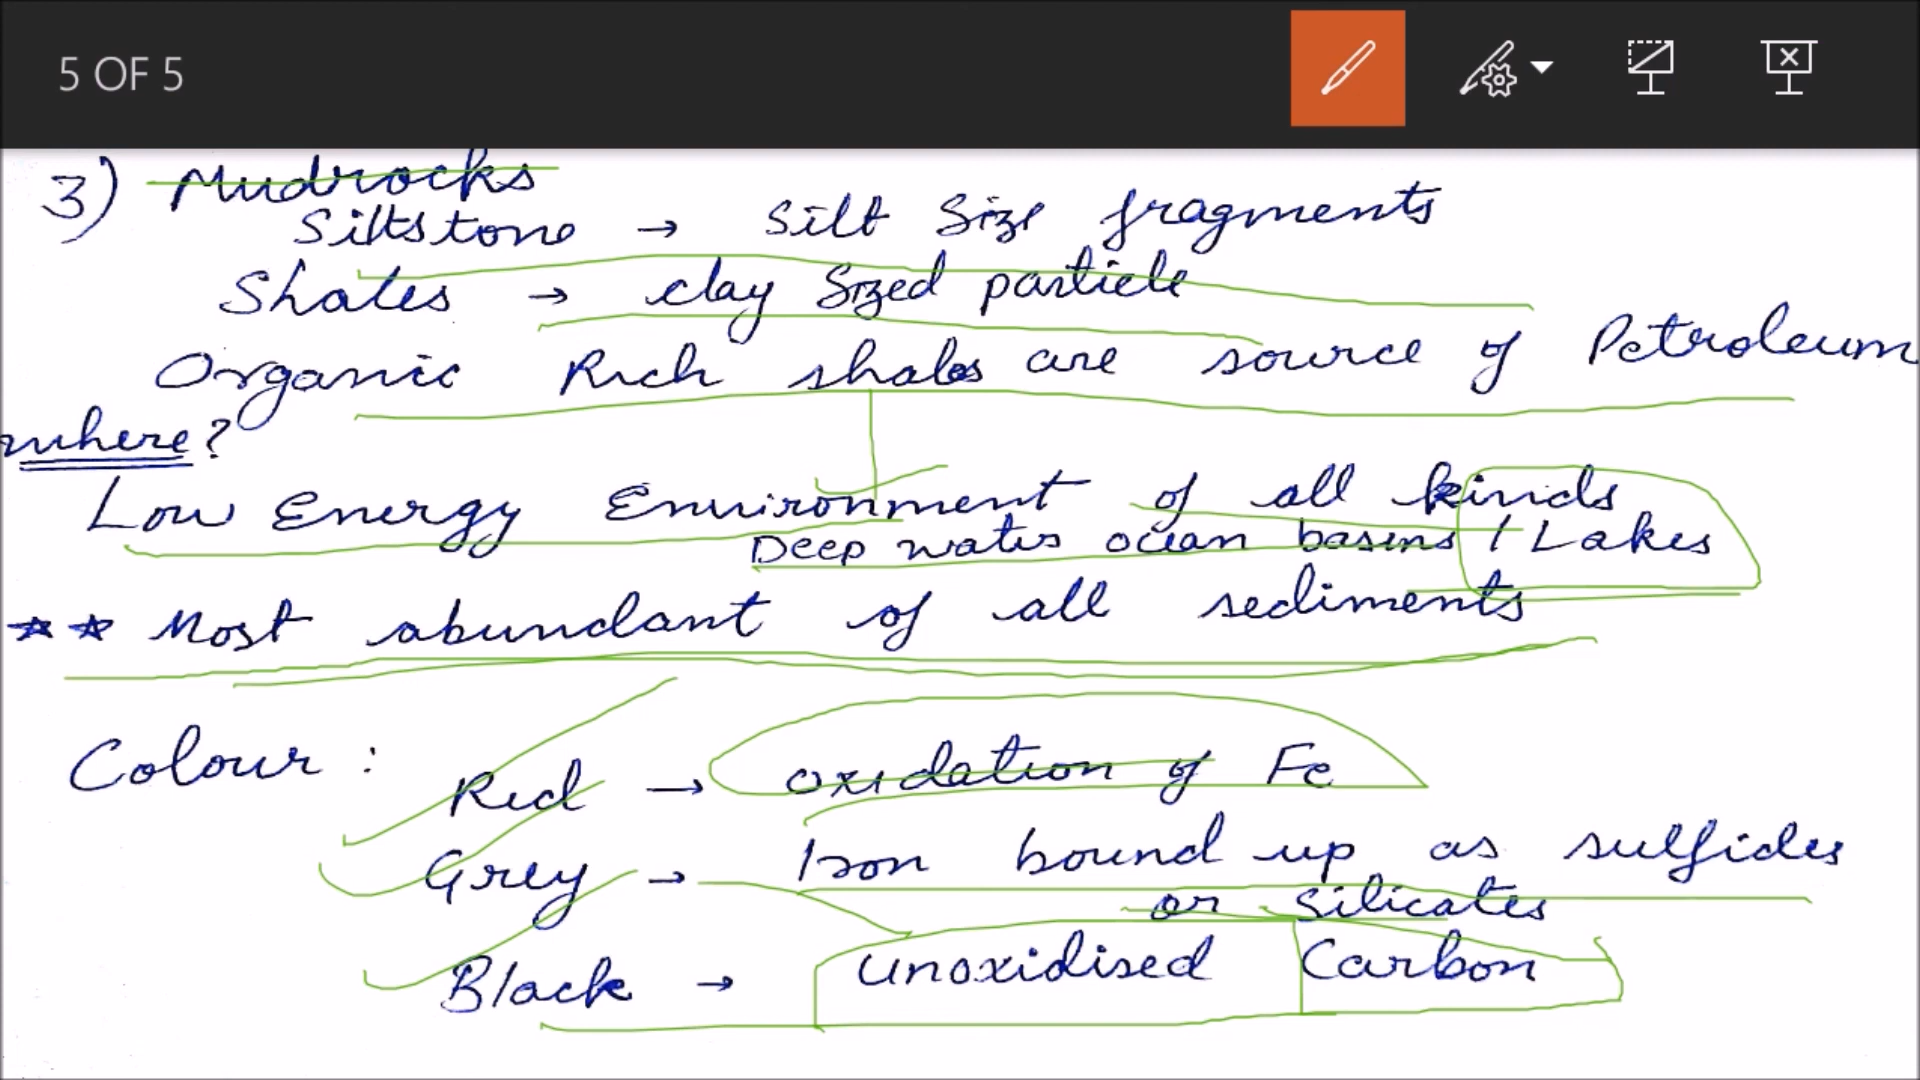 5 OF 5
3) Mudrocks
Siltstone → Silt Size fragments
Shales → clay Sized particle
Organic Rich shales are source of Petroleum
where?
Low Energy Environment of all kinds
Deep water ocean basins / Lakes
★★ Most abundant of all sediments
Colour :
Red → oxidation of Fe
Grey → Iron bound up as sulfides
or silicates
Black → unoxidised Carbon